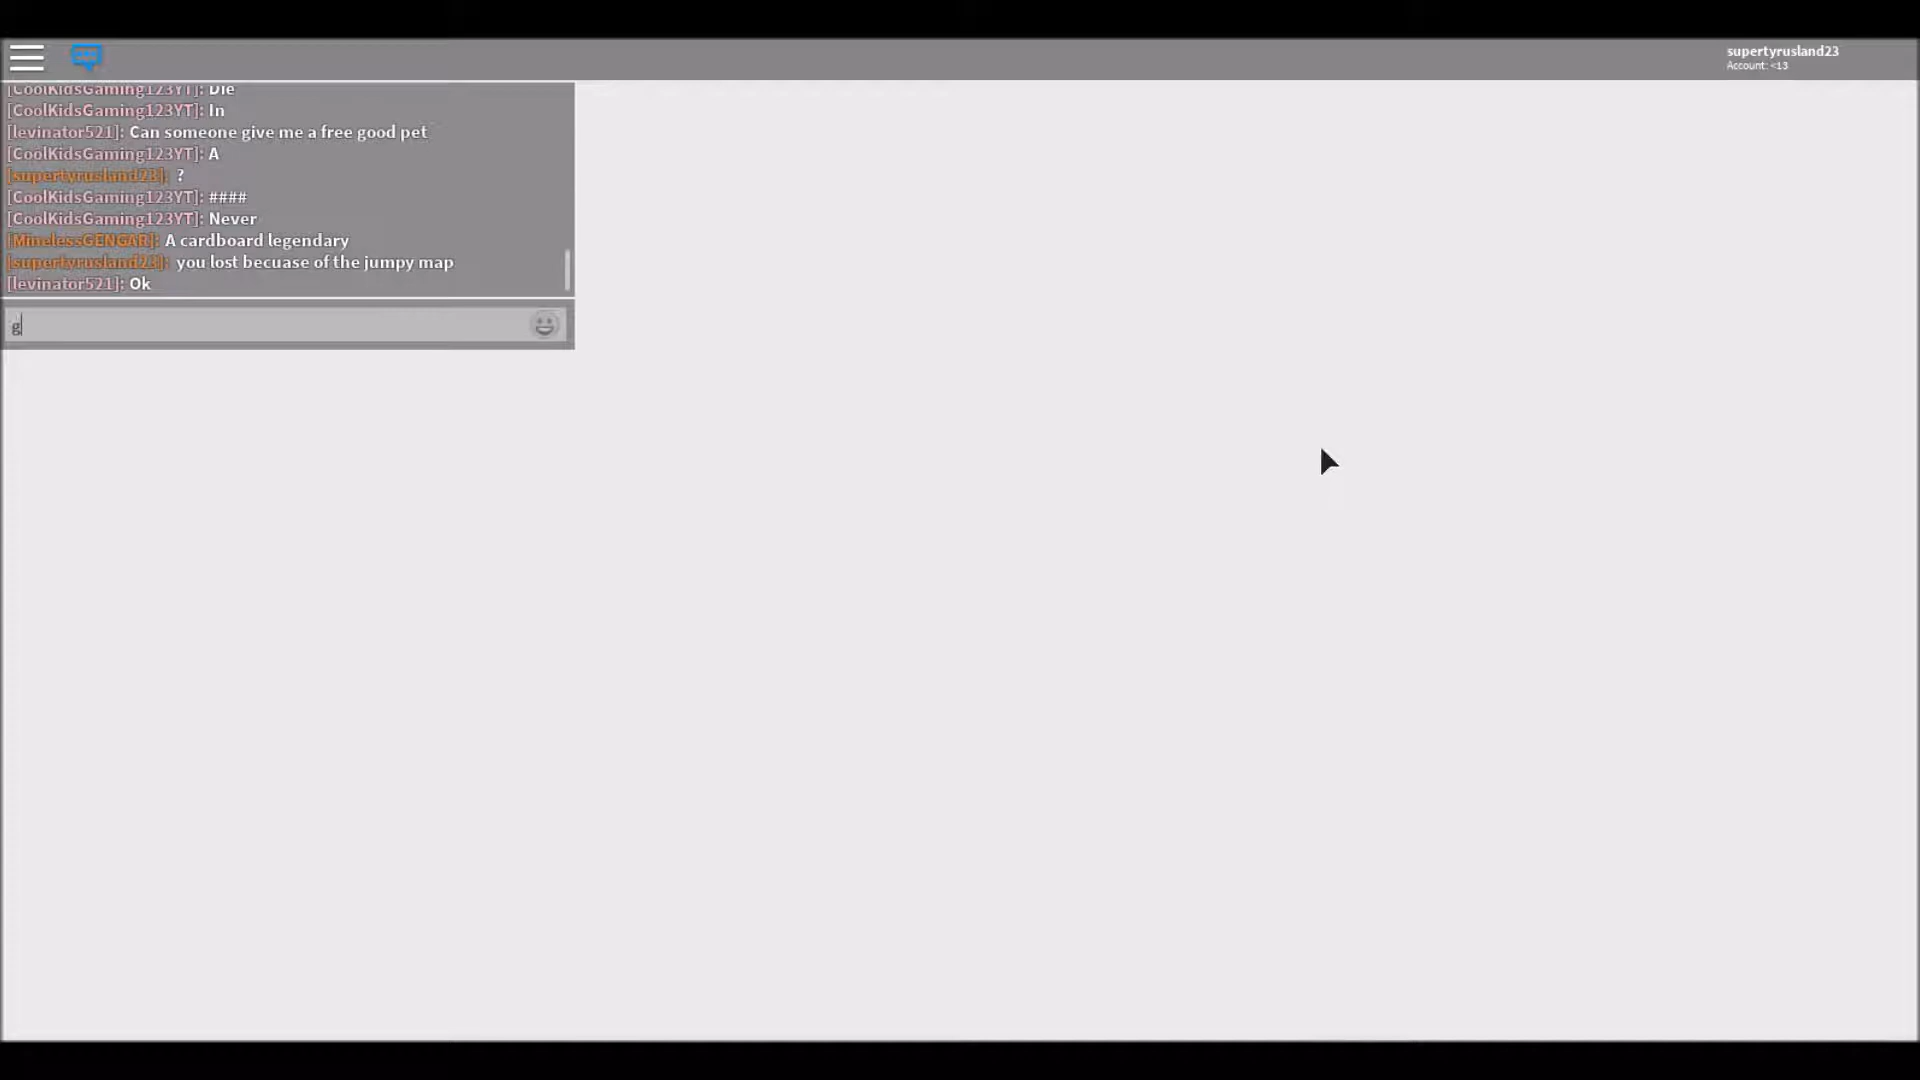 supertyrusland23
Account: <13
[CoolKidsGaming123YT]: Die
[CoolKidsGaming123YT]: In
[levinator521]: Can someone give me a free good pet
[CoolKidsGaming123YT]: A
[supertyrusland23]: ?
[CoolKidsGaming123YT]: ####
[CoolKidsGaming123YT]: Never
[MinelessGENGAR]: A cardboard legendary
[supertyrusland23]: you lost becuase of the jumpy map
[levinator521]: Ok
g